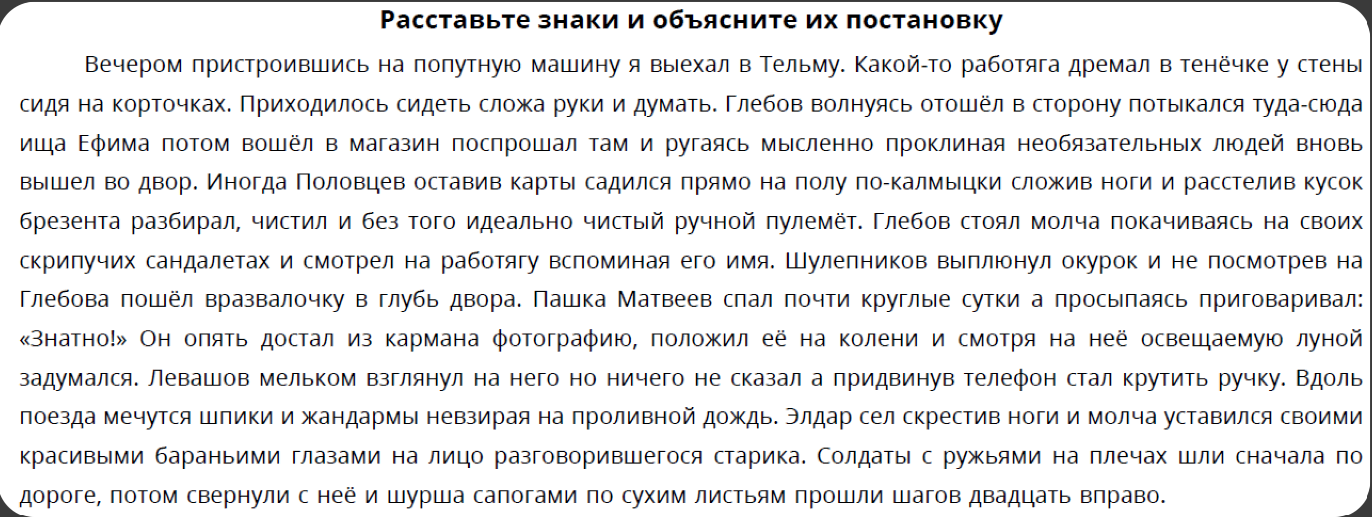 Расставьте знаки и объясните их постановку
Вечером пристроившись на попутную машину я выехал в Тельму. Какой-то работяга дремал в тенёчке у стены
сидя на корточках. Приходилось сидеть сложа руки и думать. Глебов волнуясь отошёл в сторону потыкался туда-сюда
ища Ефима потом вошёл в магазин поспрошал там и ругаясь мысленно проклиная необязательных людей вновь
вышел во двор. Иногда Половцев оставив карты садился прямо на полу по-калмыцки сложив ноги и расстелив кусок
брезента разбирал, чистил и без того идеально чистый ручной пулемёт. Глебов стоял молча покачиваясь на своих
скрипучих сандалетах и смотрел на работягу вспоминая его имя. Шулепников выплюнул окурок и не посмотрев на
Глебова пошёл вразвалочку в глубь двора. Пашка Матвеев спал почти круглые сутки а просыпаясь приговаривал:
«Знатно!» Он опять достал из кармана фотографию, положил её на колени и смотря на неё освещаемую луной
задумался. Левашов мельком взглянул на него но ничего не сказал а придвинув телефон стал крутить ручку. Вдоль
поезда мечутся шпики и жандармы невзирая на проливной дождь. Элдар сел скрестив ноги и молча уставился своими
красивыми бараньими глазами на лицо разговорившегося старика. Солдаты с ружьями на плечах шли сначала по
дороге, потом свернули с неё и шурша сапогами по сухим листьям прошли шагов двадцать вправо.